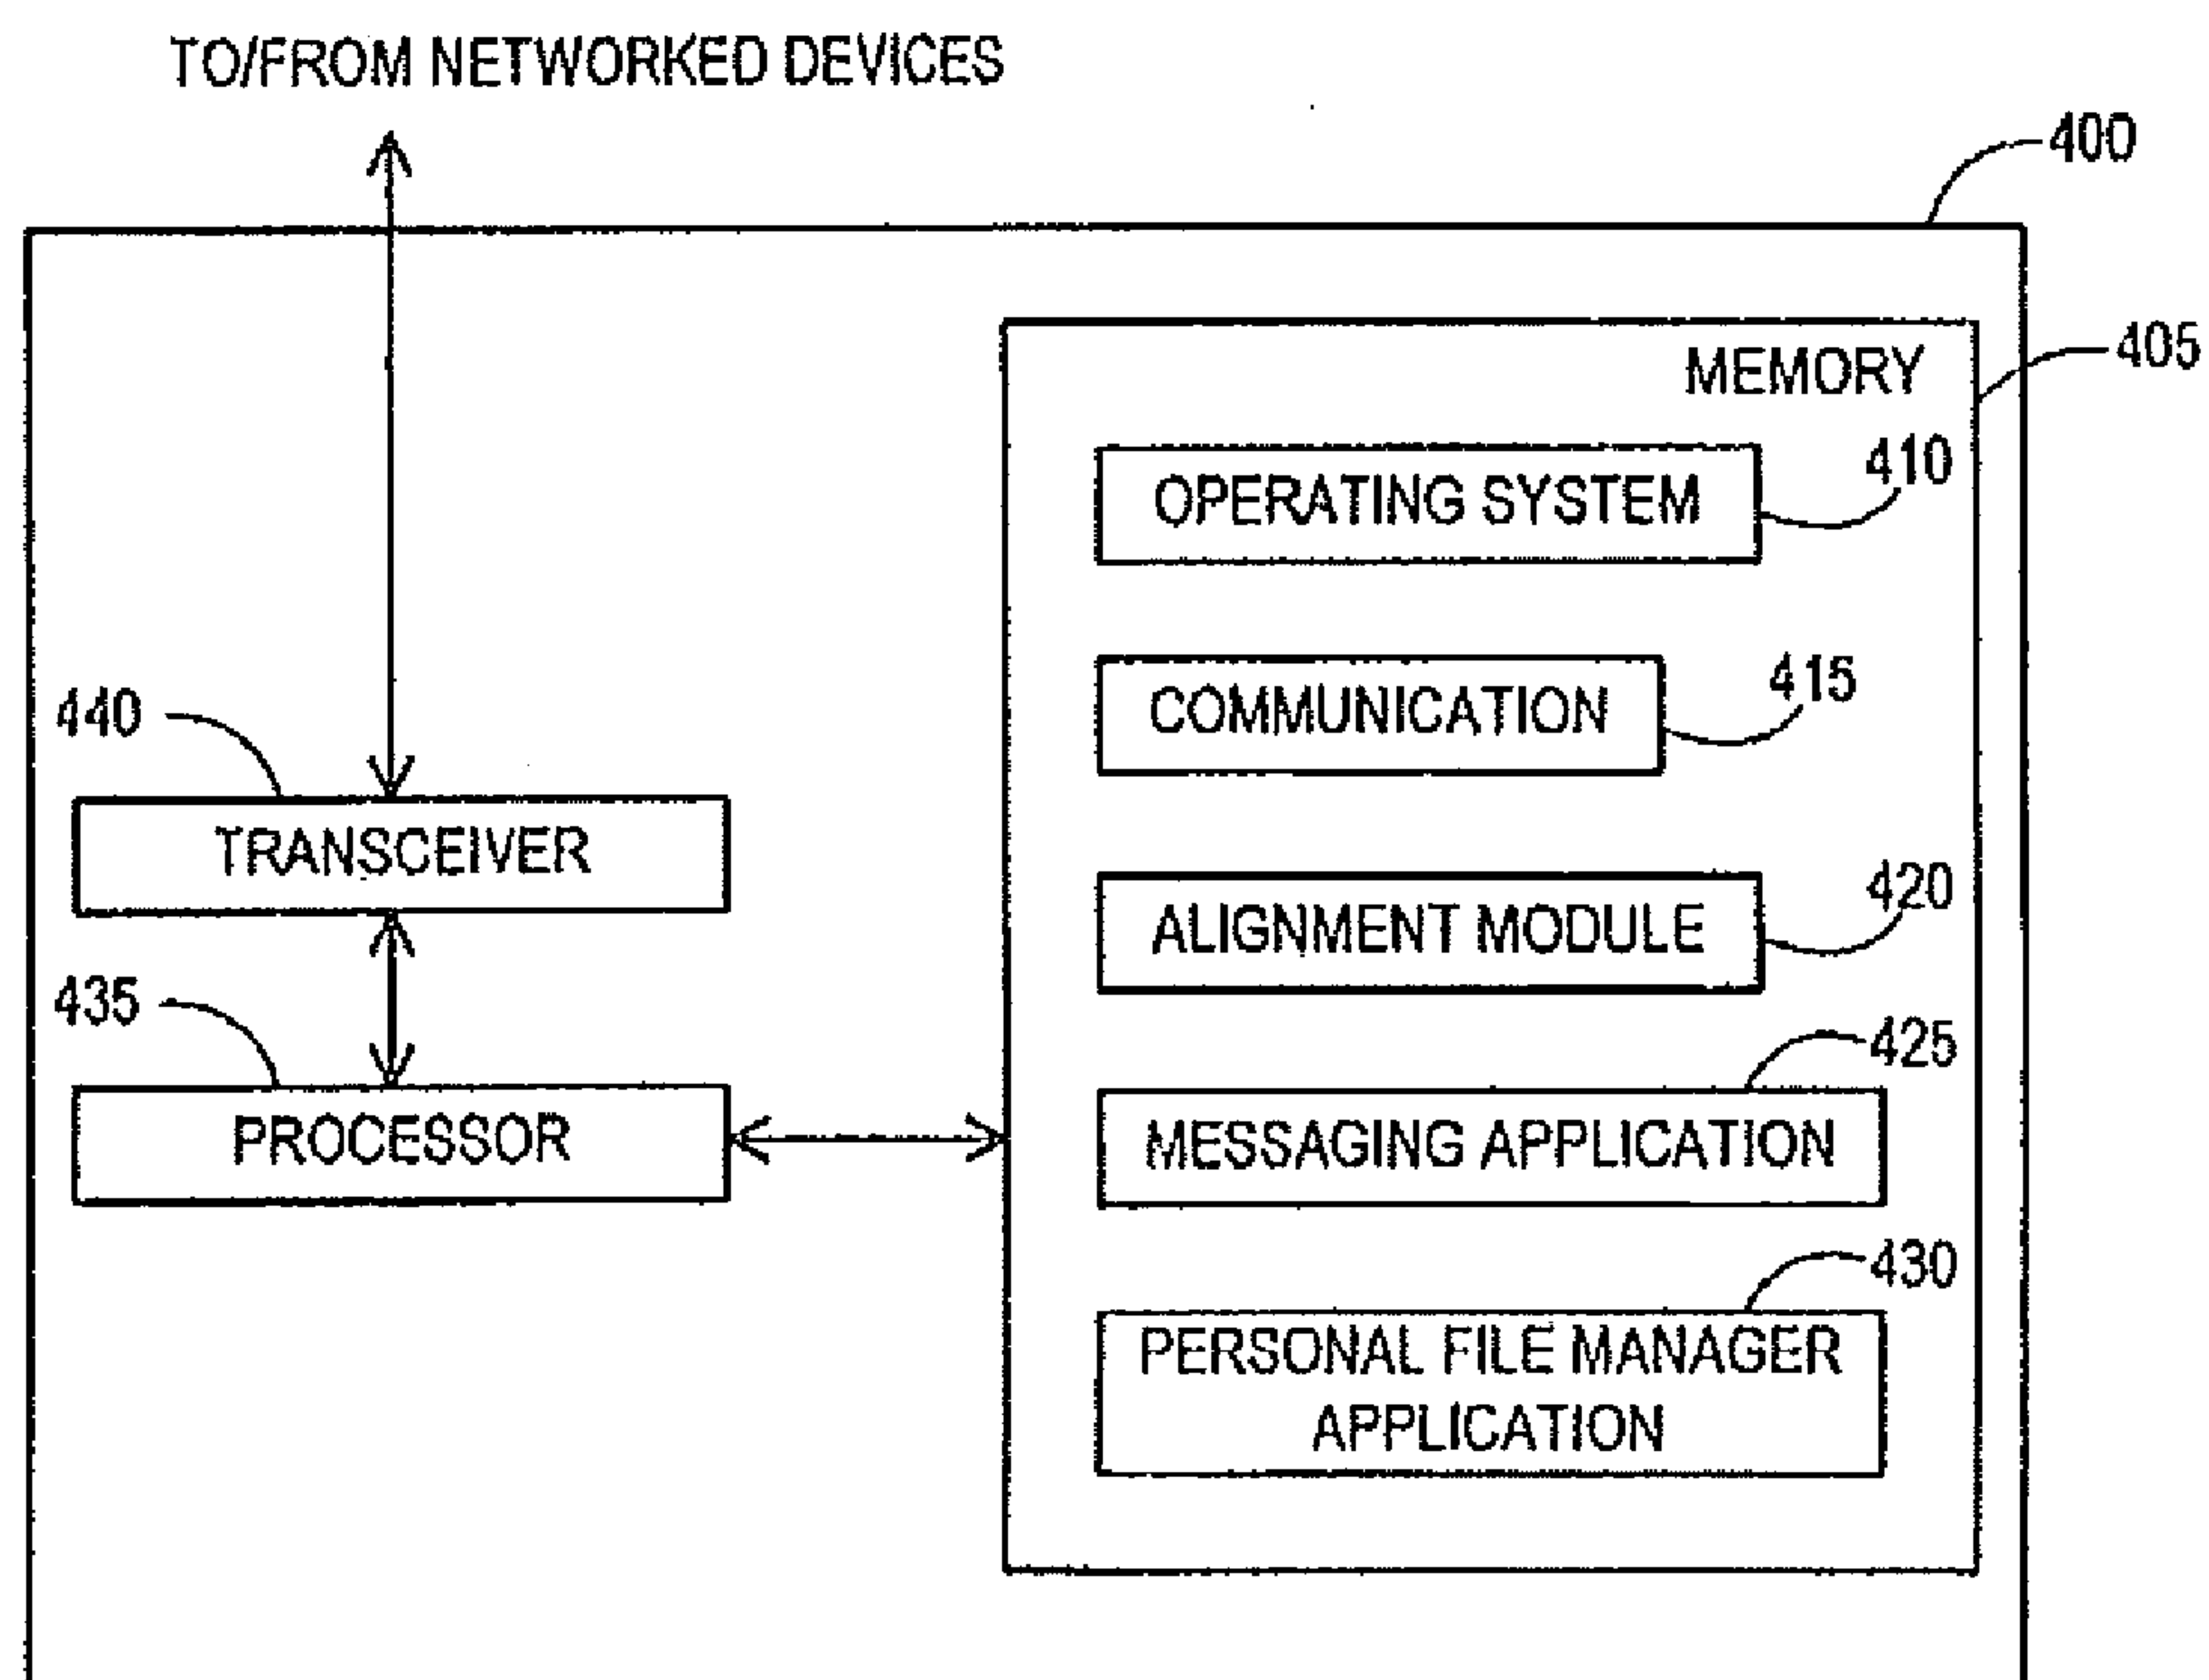 TO/FROM NETWORKED DEVICES
400
MEMORY
405
OPERATING SYSTEM
410
COMMUNICATION
415
440
TRANSCEIVER
ALIGNMENT MODULE
420
435
PROCESSOR
425
MESSAGING APPLICATION
430
PERSONAL FILE MANAGER
APPLICATION